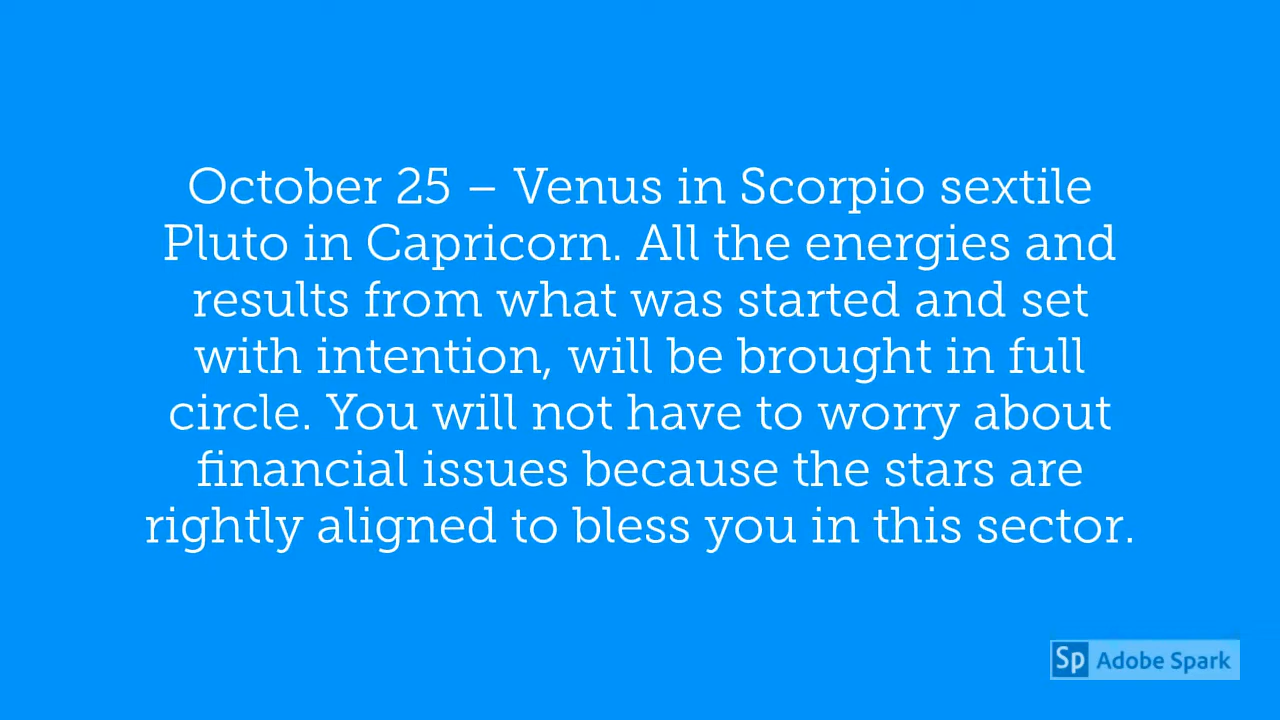 October 25 – Venus in Scorpio sextile
Pluto in Capricorn. All the energies and
results from what was started and set
with intention, will be brought in full
circle. You will not have to worry about
financial issues because the stars are
rightly aligned to bless you in this sector.
Sp Adobe Spark